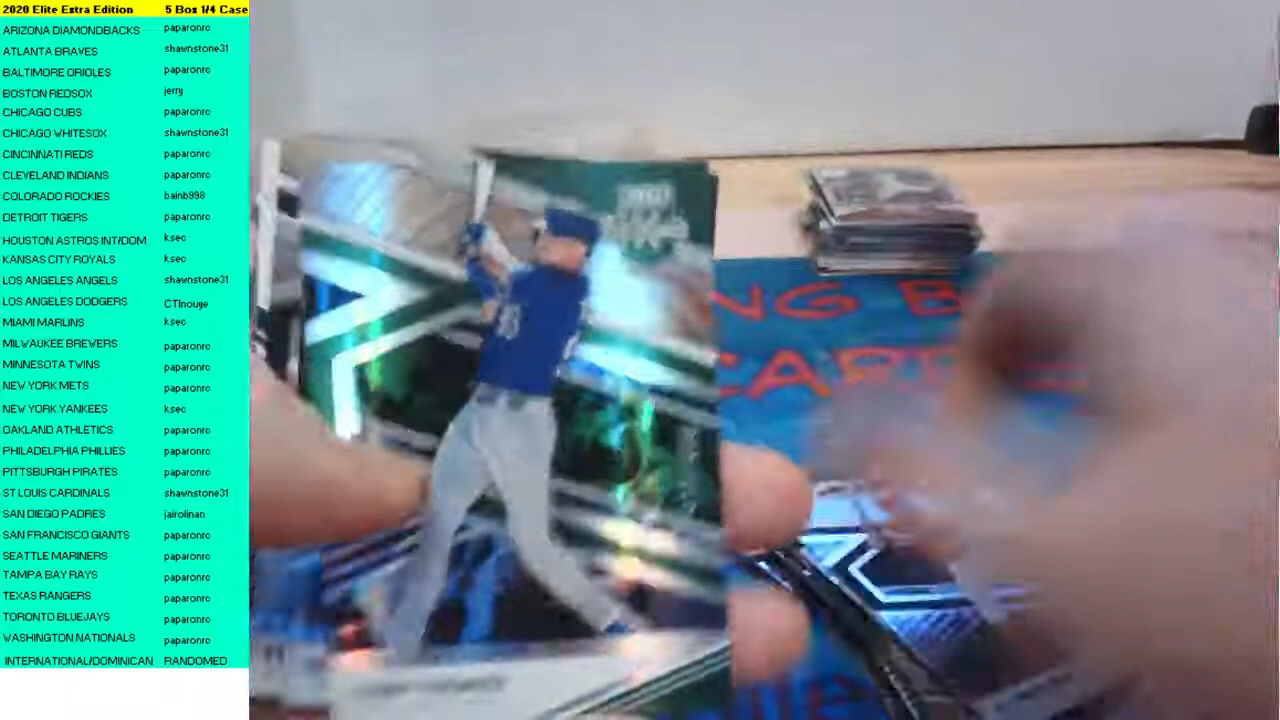 2020 Elite Extra Edition 5 Box 1/4 Case
ARIZONA DIAMONDBACKS paparonro
ATLANTA BRAVES shawnstone31
BALTIMORE ORIOLES paparonro
BOSTON REDSOX jerry
CHICAGO CUBS paparonro
CHICAGO WHITESOX shawnstone31
CINCINNATI REDS paparonro
CLEVELAND INDIANS paparonro
COLORADO ROCKIES bainb998
DETROIT TIGERS paparonro
HOUSTON ASTROS INT/DOM ksec
KANSAS CITY ROYALS ksec
LOS ANGELES ANGELS shawnstone31
LOS ANGELES DODGERS CTInouye
MIAMI MARLINS ksec
MILWAUKEE BREWERS paparonro
MINNESOTA TWINS paparonro
NEW YORK METS paparonro
NEW YORK YANKEES ksec
OAKLAND ATHLETICS paparonro
PHILADELPHIA PHILLIES paparonro
PITTSBURGH PIRATES paparonro
ST LOUIS CARDINALS shawnstone31
SAN DIEGO PADRES jairolinan
SAN FRANCISCO GIANTS paparonro
SEATTLE MARINERS paparonro
TAMPA BAY RAYS paparonro
TEXAS RANGERS paparonro
TORONTO BLUEJAYS paparonro
WASHINGTON NATIONALS paparonro
INTERNATIONAL/DOMINICAN RANDOMED
NG B
CARD